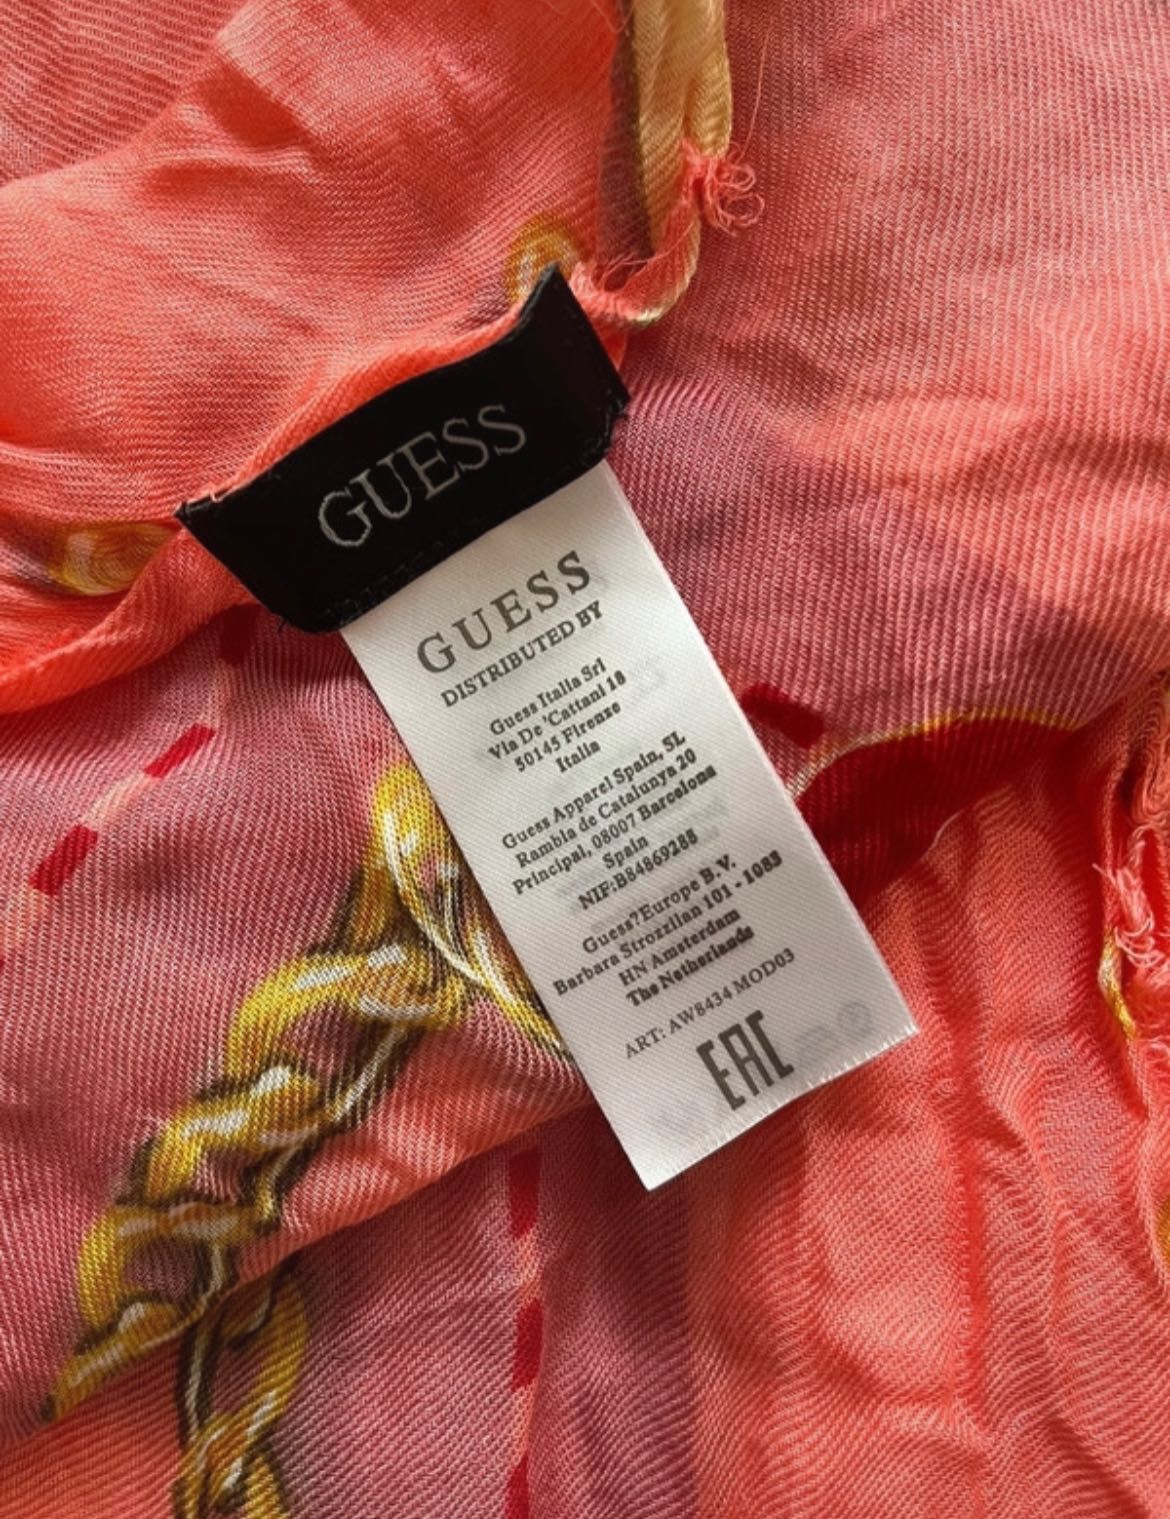 GUESS
GUESS
DISTRIBUTED BY
Guess Italia Srl
Via De 'Cattani 18
50145 Firenze
Italia
Guess Apparel Spain, SL
Rambla de Catalunya 20
Principal, 08007 Barcelona
Spain
NIF:B84869288
Guess?Europe B.V.
Barbara Strozzilan 101 - 1083
HN Amsterdam
The Netherlands
ART: AW8434 MOD03
EAC